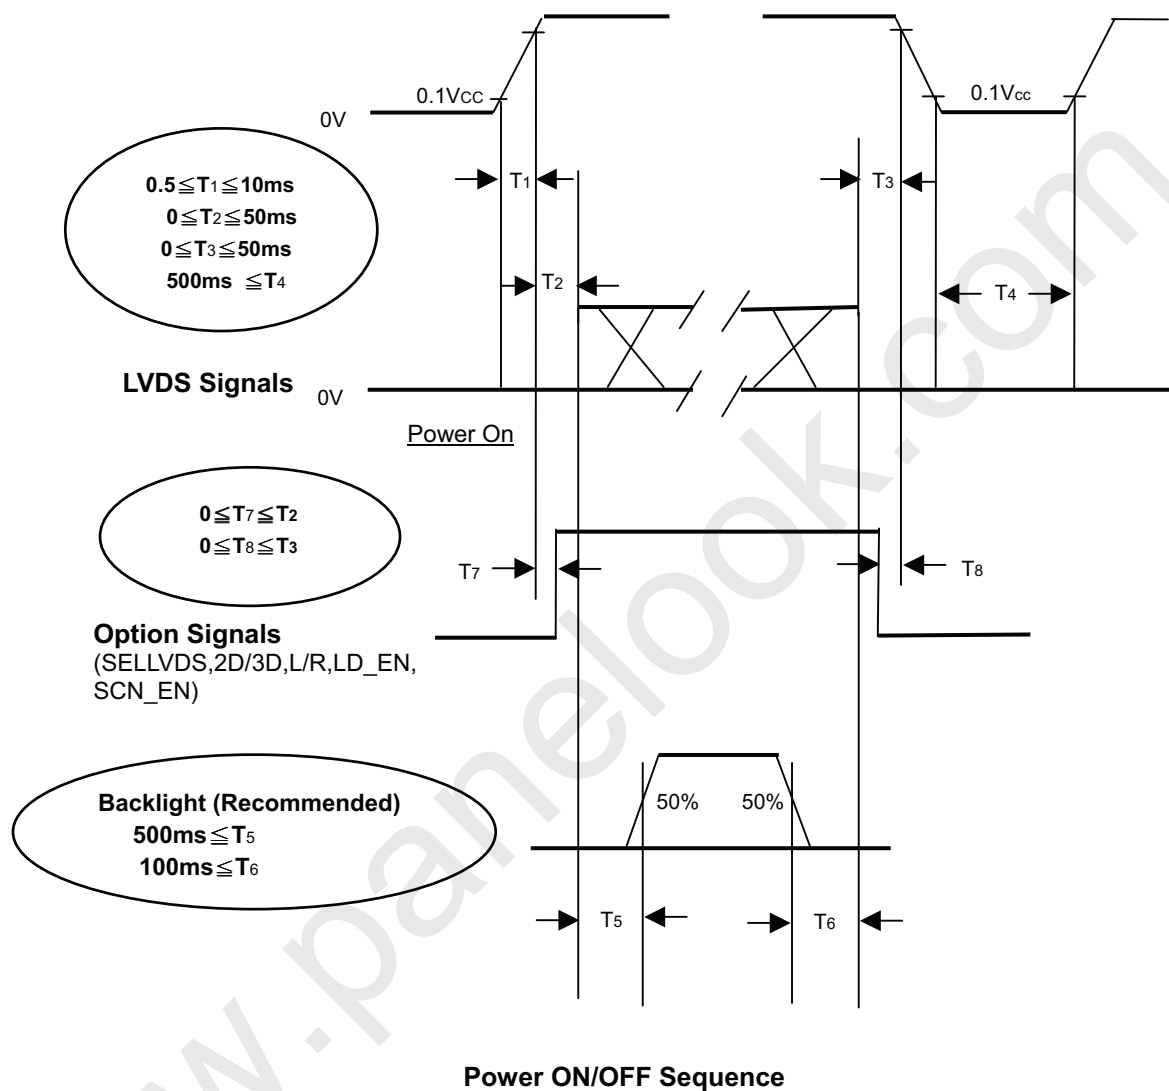 0.1Vcc
0.1Vcc
0V
0.5≦T1≦10ms
0≦T2≦50ms
0≦T3≦50ms
500ms ≦T4
T1
T3
T2
T4
LVDS Signals
0V
Power On
0≦T7≦T2
0≦T8≦T3
T7
T8
Option Signals
(SELLVDS,2D/3D,L/R,LD_EN,
SCN_EN)
Backlight (Recommended)
500ms≦T5
100ms≦T6
50%
50%
T5
T6
Power ON/OFF Sequence
w.panelook.com